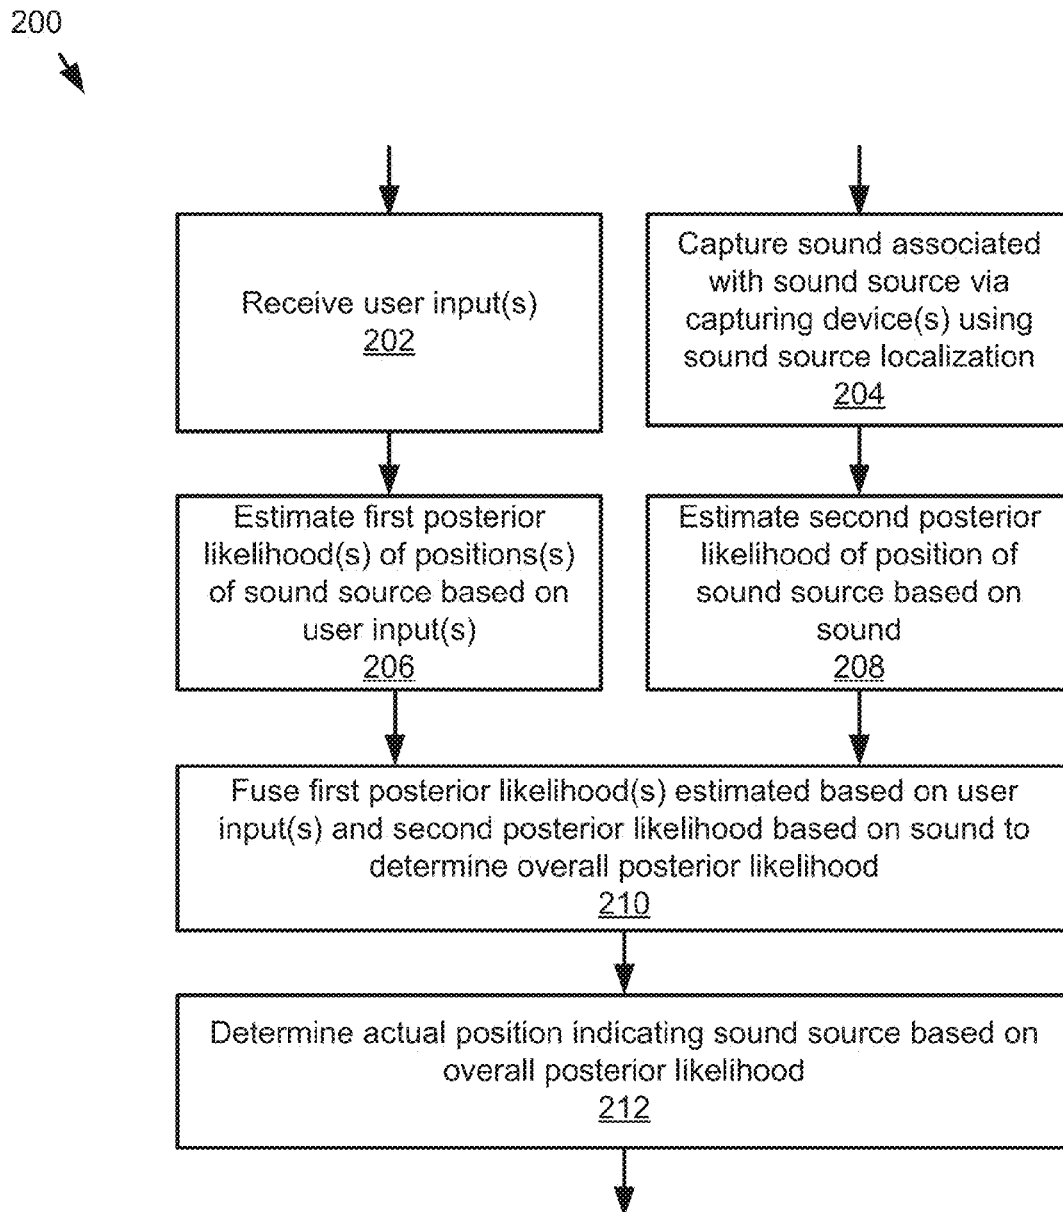 200
Receive user input(s)
202
Capture sound associated
with sound source via
capturing device(s) using
sound source localization
204
Estimate first posterior
likelihood(s) of positions(s)
of sound source based on
user input(s)
206
Estimate second posterior
likelihood of position of
sound source based on
sound
208
Fuse first posterior likelihood(s) estimated based on user
input(s) and second posterior likelihood based on sound to
determine overall posterior likelihood
210
Determine actual position indicating sound source based on
overall posterior likelihood
212